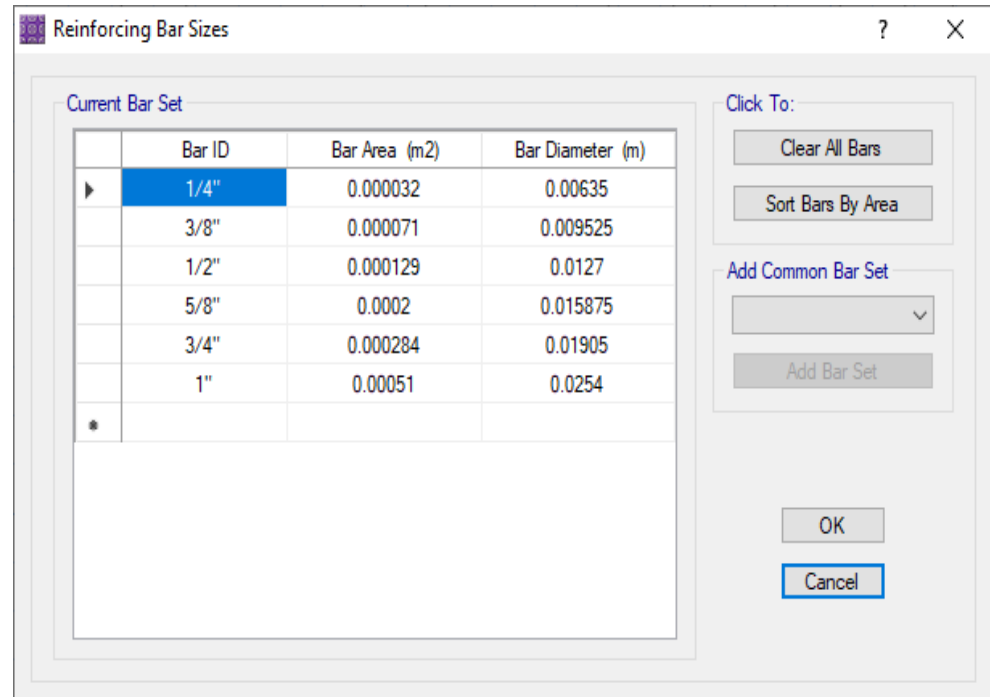 Reinforcing Bar Sizes ?
Current Bar Set
Bar ID Bar Area (m2) Bar Diameter (m)
1/4" 0.000032 0.00635
3/8" 0.000071 0.009525
1/2" 0.000129 0.0127
5/8" 0.0002 0.015875
3/4" 0.000284 0.01905
1" 0.00051 0.0254
Click To:
Clear All Bars
Sort Bars By Area
Add Common Bar Set
Add Bar Set
OK
Cancel